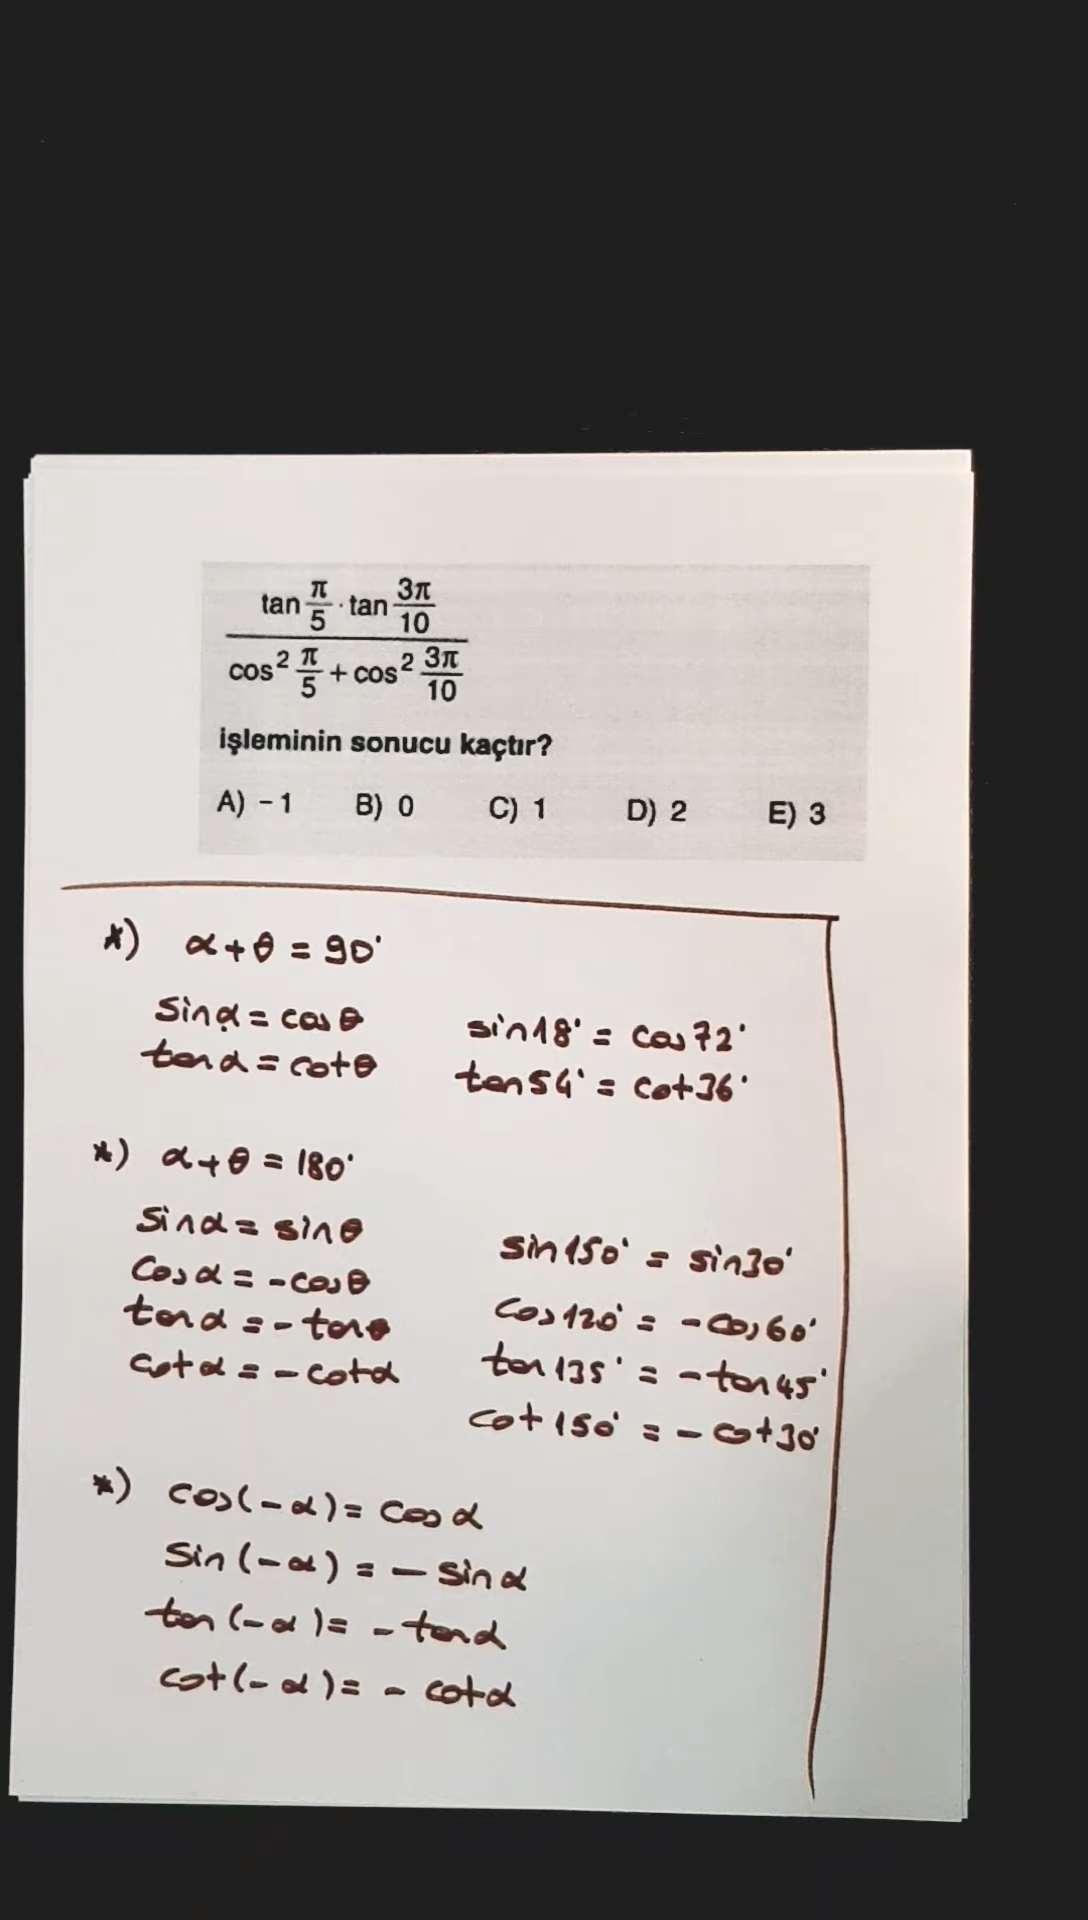 tan π/5 · tan 3π/10
cos² π/5 + cos² 3π/10
işleminin sonucu kaçtır?
A) – 1 B) 0 C) 1 D) 2 E) 3
*) α + θ = 90°
sinα = cosθ sin18° = cos72°
tanα = cotθ tan54° = cot36°
*) α + θ = 180°
sinα = sinθ sin150° = sin30°
cosα = -cosθ cos120° = -cos60°
tanα = -tanθ tan135° = -tan45°
cotα = -cotα cot150° = -cot30°
*) cos(-α) = cosα
sin(-α) = -sinα
tan(-α) = -tanα
cot(-α) = -cotα